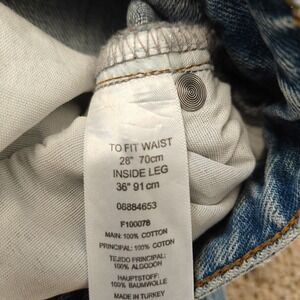 TO FIT WAIST
28" 70cm
INSIDE LEG
36" 91cm
08884653
F100078
MAIN: 100% COTTON
PRINCIPAL: 100% COTON
TEJIDO PRINCIPAL:
100% ALGODON
HAUPTSTOFF:
100% BAUMWOLLE
MADE IN TURKEY